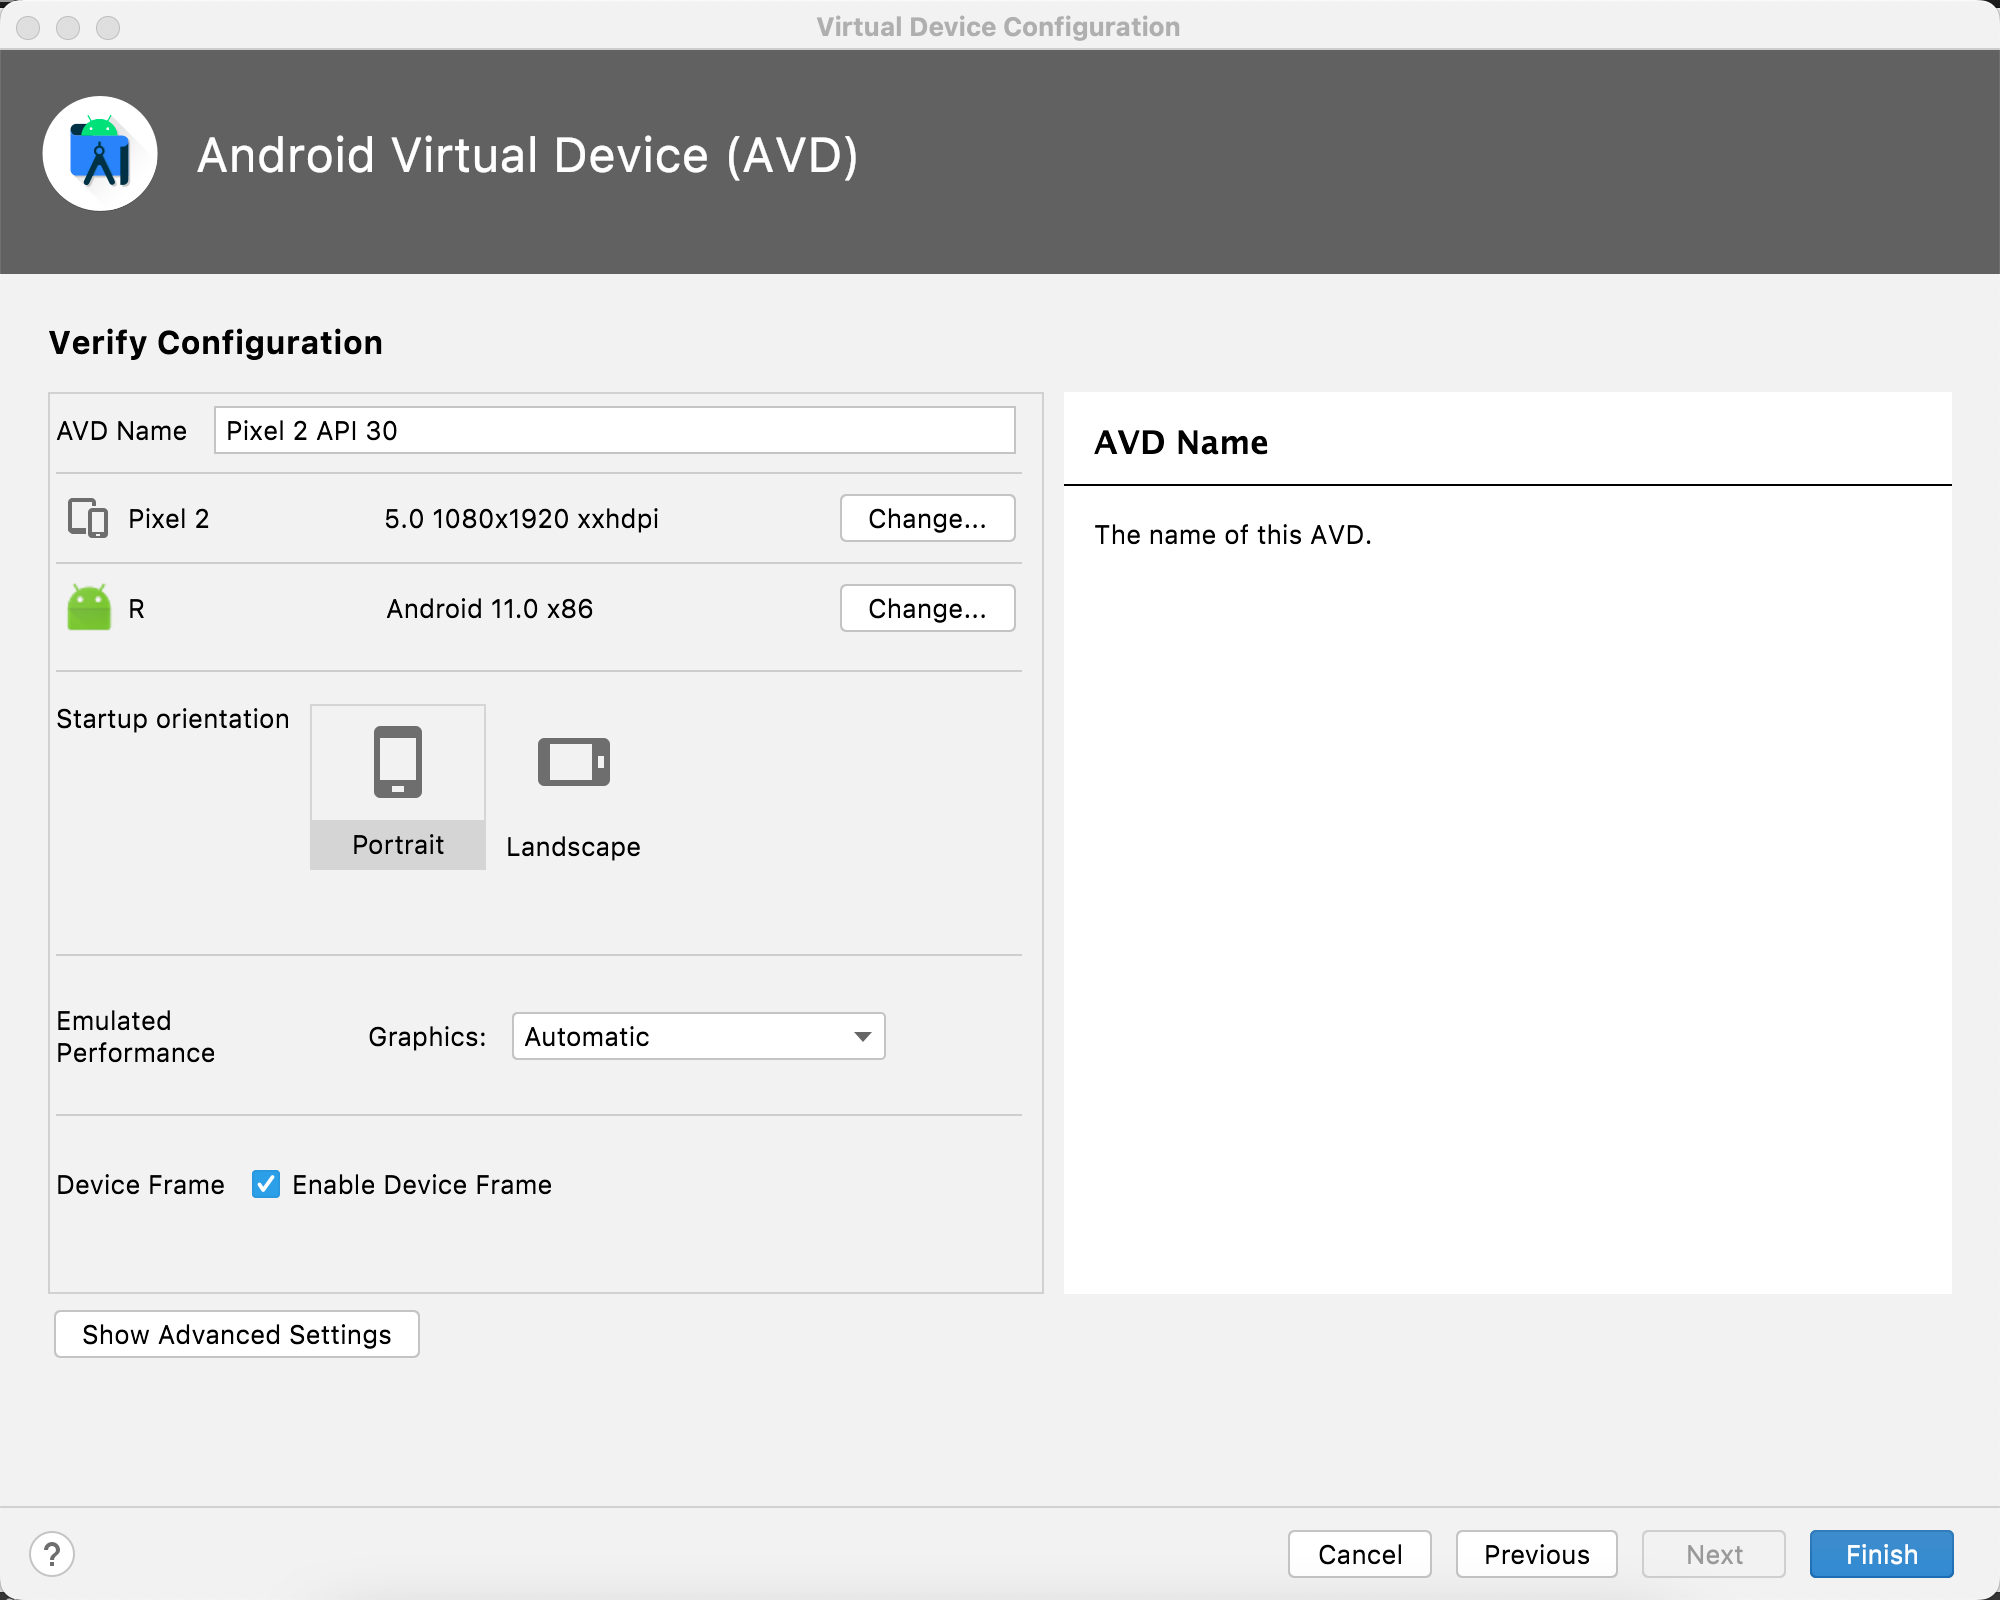 Virtual Device Configuration
Android Virtual Device (AVD)
Verify Configuration
AVD Name
Pixel 2 API 30
Pixel 2
5.0 1080x1920 xxhdpi
Change...
R
Android 11.0 x86
Change...
Startup orientation
Portrait
Landscape
Emulated
Performance
Graphics:
Automatic
Device Frame
Enable Device Frame
Show Advanced Settings
AVD Name
The name of this AVD.
?
Cancel
Previous
Next
Finish